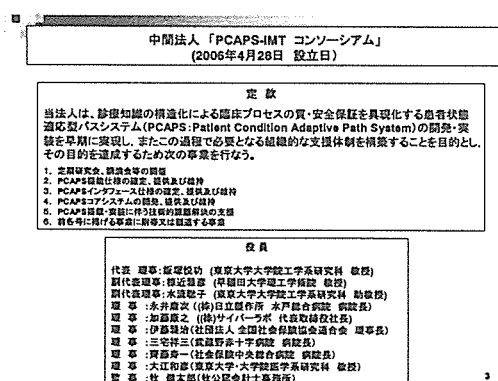 中間法人 「PCAPS-IMT コンソーシアム」
(2006年4月28日 設立日)
定 款
当法人は、診療知識の構造化による臨床プロセスの質・安全保証を具現化する患者状態
適応型パスシステム(PCAPS:Patient Condition Adaptive Path System)の開発・実
装を早期に実現し、またこの過程で必要となる組織的な支援体制を構築することを目的とし、
その目的を達成するため次の事業を行なう。
1. 定期研究会、講演会等の開催
2. PCAPS 仕様の確定、提供及び維持
3. PCAPSインタフェース仕様の確定、提供及び維持
4. PCAPSコアシステムの開発、提供及び維持
5. PCAPS ・実装に伴う技術的課題解決の支援
6. 前各号に掲げる事業に附帯又は関連する事業
役員
代表 理事:飯塚悦功 (東京大学大学院工学系研究科 教授)
副代表理事:棟近雅彦 (早稲田大学理工学術院 教授)
副代表理事:水流聡子 (東京大学大学院工学系研究科 助教授)
理 事:永井庸次 ((株)日立製作所 水戸総合病院 病院長)
理 事:加藤康之 ((株)サイバーラボ 代表取締役社長)
理 事:伊藤雅治(社団法人 全国社会保険協会連合会 理事長)
理 事:三宅祥三(武蔵野赤十字病院 病院長)
理 事:齊藤寿一(社会保険中央総合病院 病院長)
理 事:大江和彦(東京大学・大学院医学系研究科 教授)
監 事:牧 健太郎(牧公認会計士事務所)
3